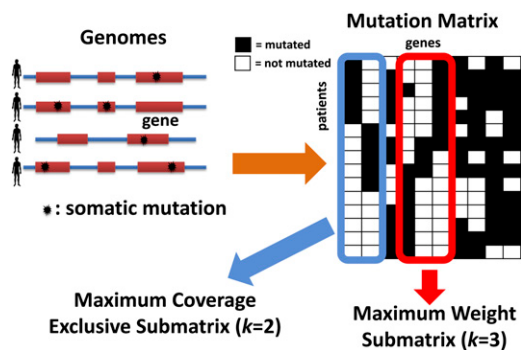 Genomes
gene
: somatic mutation
Mutation Matrix
= mutated
= not mutated
genes
patients
Maximum Coverage
Exclusive Submatrix (k=2)
Maximum Weight
Submatrix (k=3)